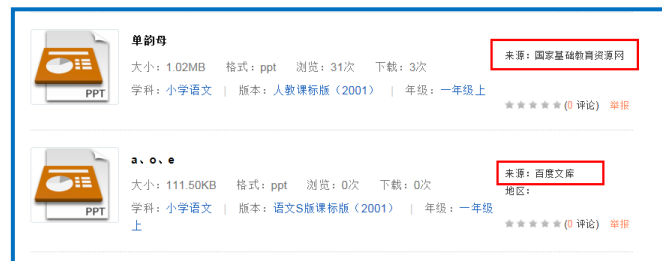 单韵母
大小：1.02MB 格式：ppt 浏览：31次 下载：3次
学科：小学语文 | 版本：人教课标版（2001） | 年级：一年级上
PPT
来源：国家基础教育资源网
(0 评论) 举报
a、o、e
大小：111.50KB 格式：ppt 浏览：0次 下载：0次
学科：小学语文 | 版本：语文S版课标版（2001） | 年级：一年级
上
PPT
来源：百度文库
地区：
(0 评论) 举报